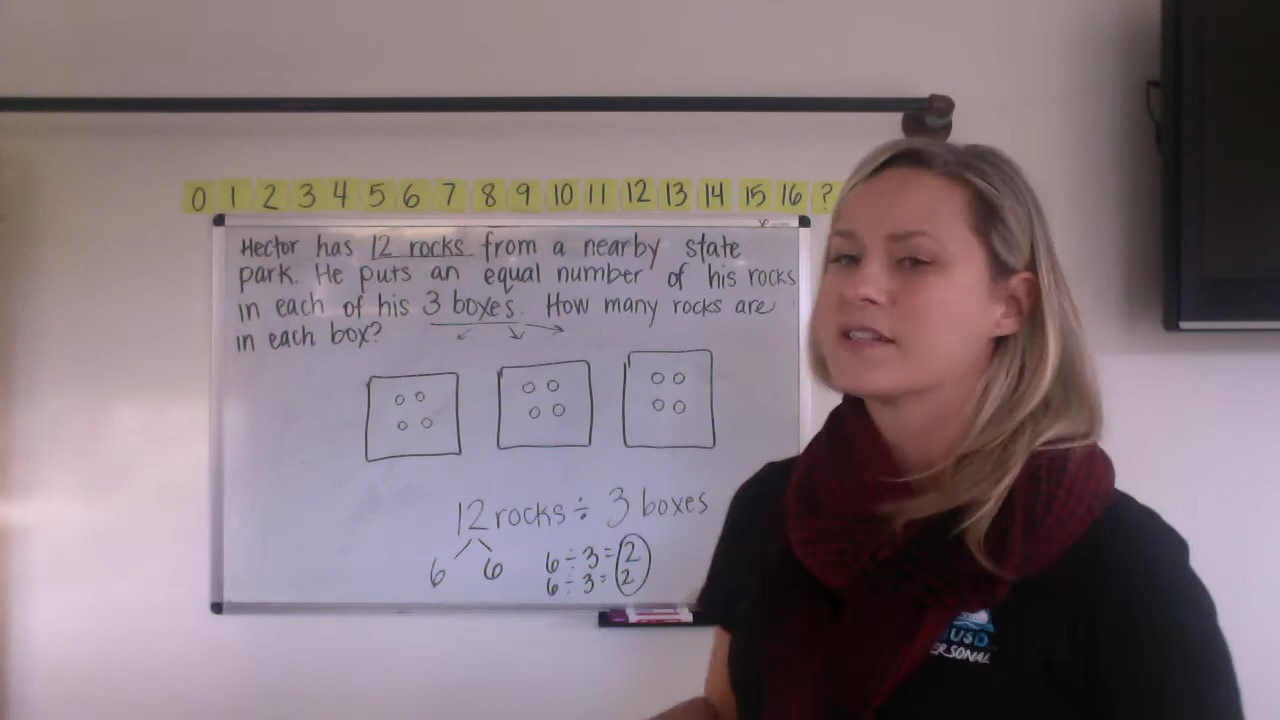 0 1 2 3 4 5 6 7 8 9 10 11 12 13 14 15 16 ?
Hector has 12 rocks from a nearby state
park. He puts an equal number of his rocks
in each of his 3 boxes. How many rocks are
in each box?
12 rocks ÷ 3 boxes
6 6
6 ÷ 3 = 2
6 ÷ 3 = 2
USD